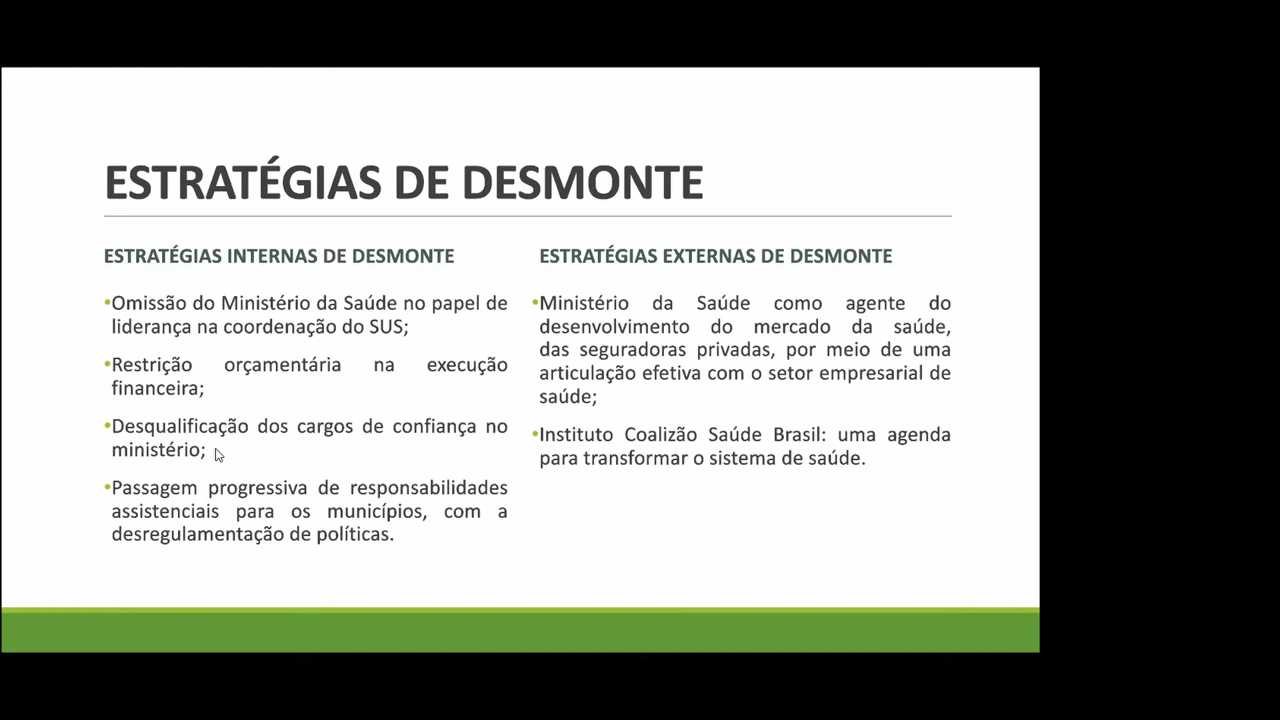 ESTRATÉGIAS DE DESMONTE
ESTRATÉGIAS INTERNAS DE DESMONTE
•Omissão do Ministério da Saúde no papel de
liderança na coordenação do SUS;
•Restrição orçamentária na execução
financeira;
•Desqualificação dos cargos de confiança no
ministério;
•Passagem progressiva de responsabilidades
assistenciais para os municípios, com a
desregulamentação de políticas.
ESTRATÉGIAS EXTERNAS DE DESMONTE
•Ministério da Saúde como agente do
desenvolvimento do mercado da saúde,
das seguradoras privadas, por meio de uma
articulação efetiva com o setor empresarial de
saúde;
•Instituto Coalizão Saúde Brasil: uma agenda
para transformar o sistema de saúde.